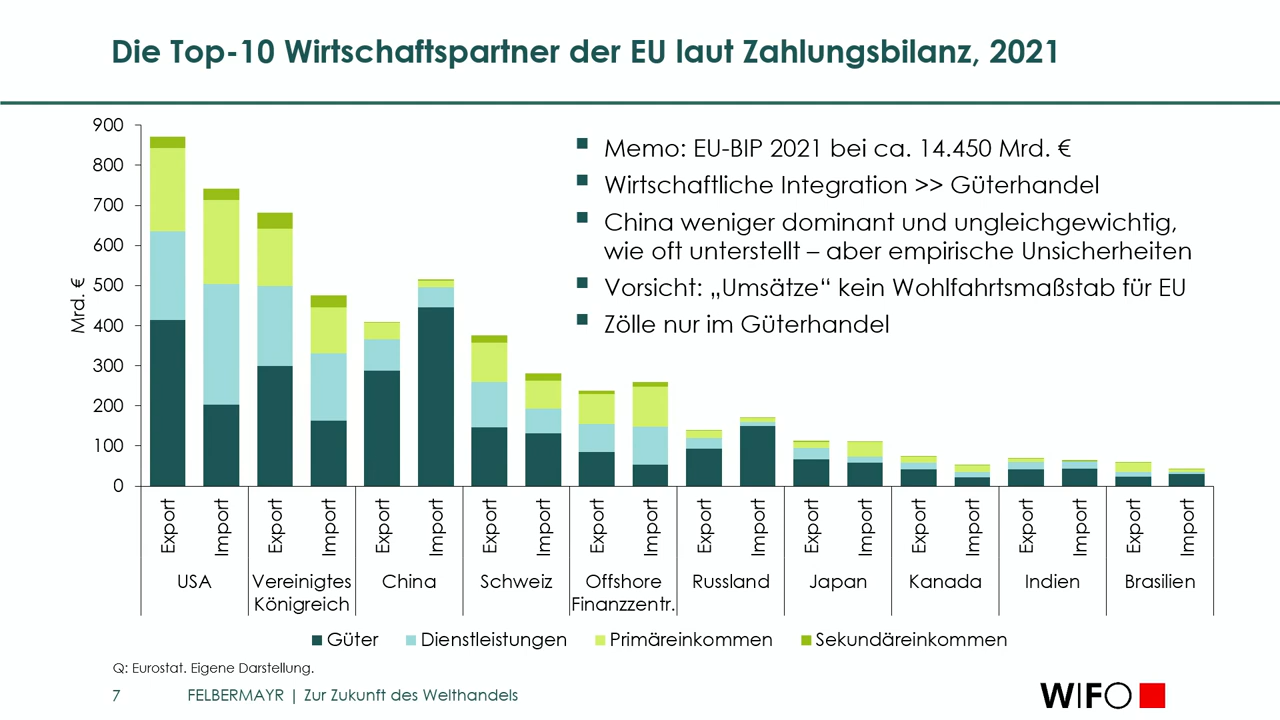 Die Top-10 Wirtschaftspartner der EU laut Zahlungsbilanz, 2021
Mrd. €
900
800
700
600
500
400
300
200
100
0
▪ Memo: EU-BIP 2021 bei ca. 14.450 Mrd. €
▪ Wirtschaftliche Integration >> Güterhandel
▪ China weniger dominant und ungleichgewichtig,
wie oft unterstellt – aber empirische Unsicherheiten
▪ Vorsicht: „Umsätze“ kein Wohlfahrtsmaßstab für EU
▪ Zölle nur im Güterhandel
Export Import Export Import Export Import Export Import Export Import Export Import Export Import Export Import Export Import Export Import
USA Vereinigtes China Schweiz Offshore Russland Japan Kanada Indien Brasilien
Königreich Finanzzentr.
Güter Dienstleistungen Primäreinkommen Sekundäreinkommen
Q: Eurostat. Eigene Darstellung.
7 FELBERMAYR | Zur Zukunft des Welthandels
WIFO